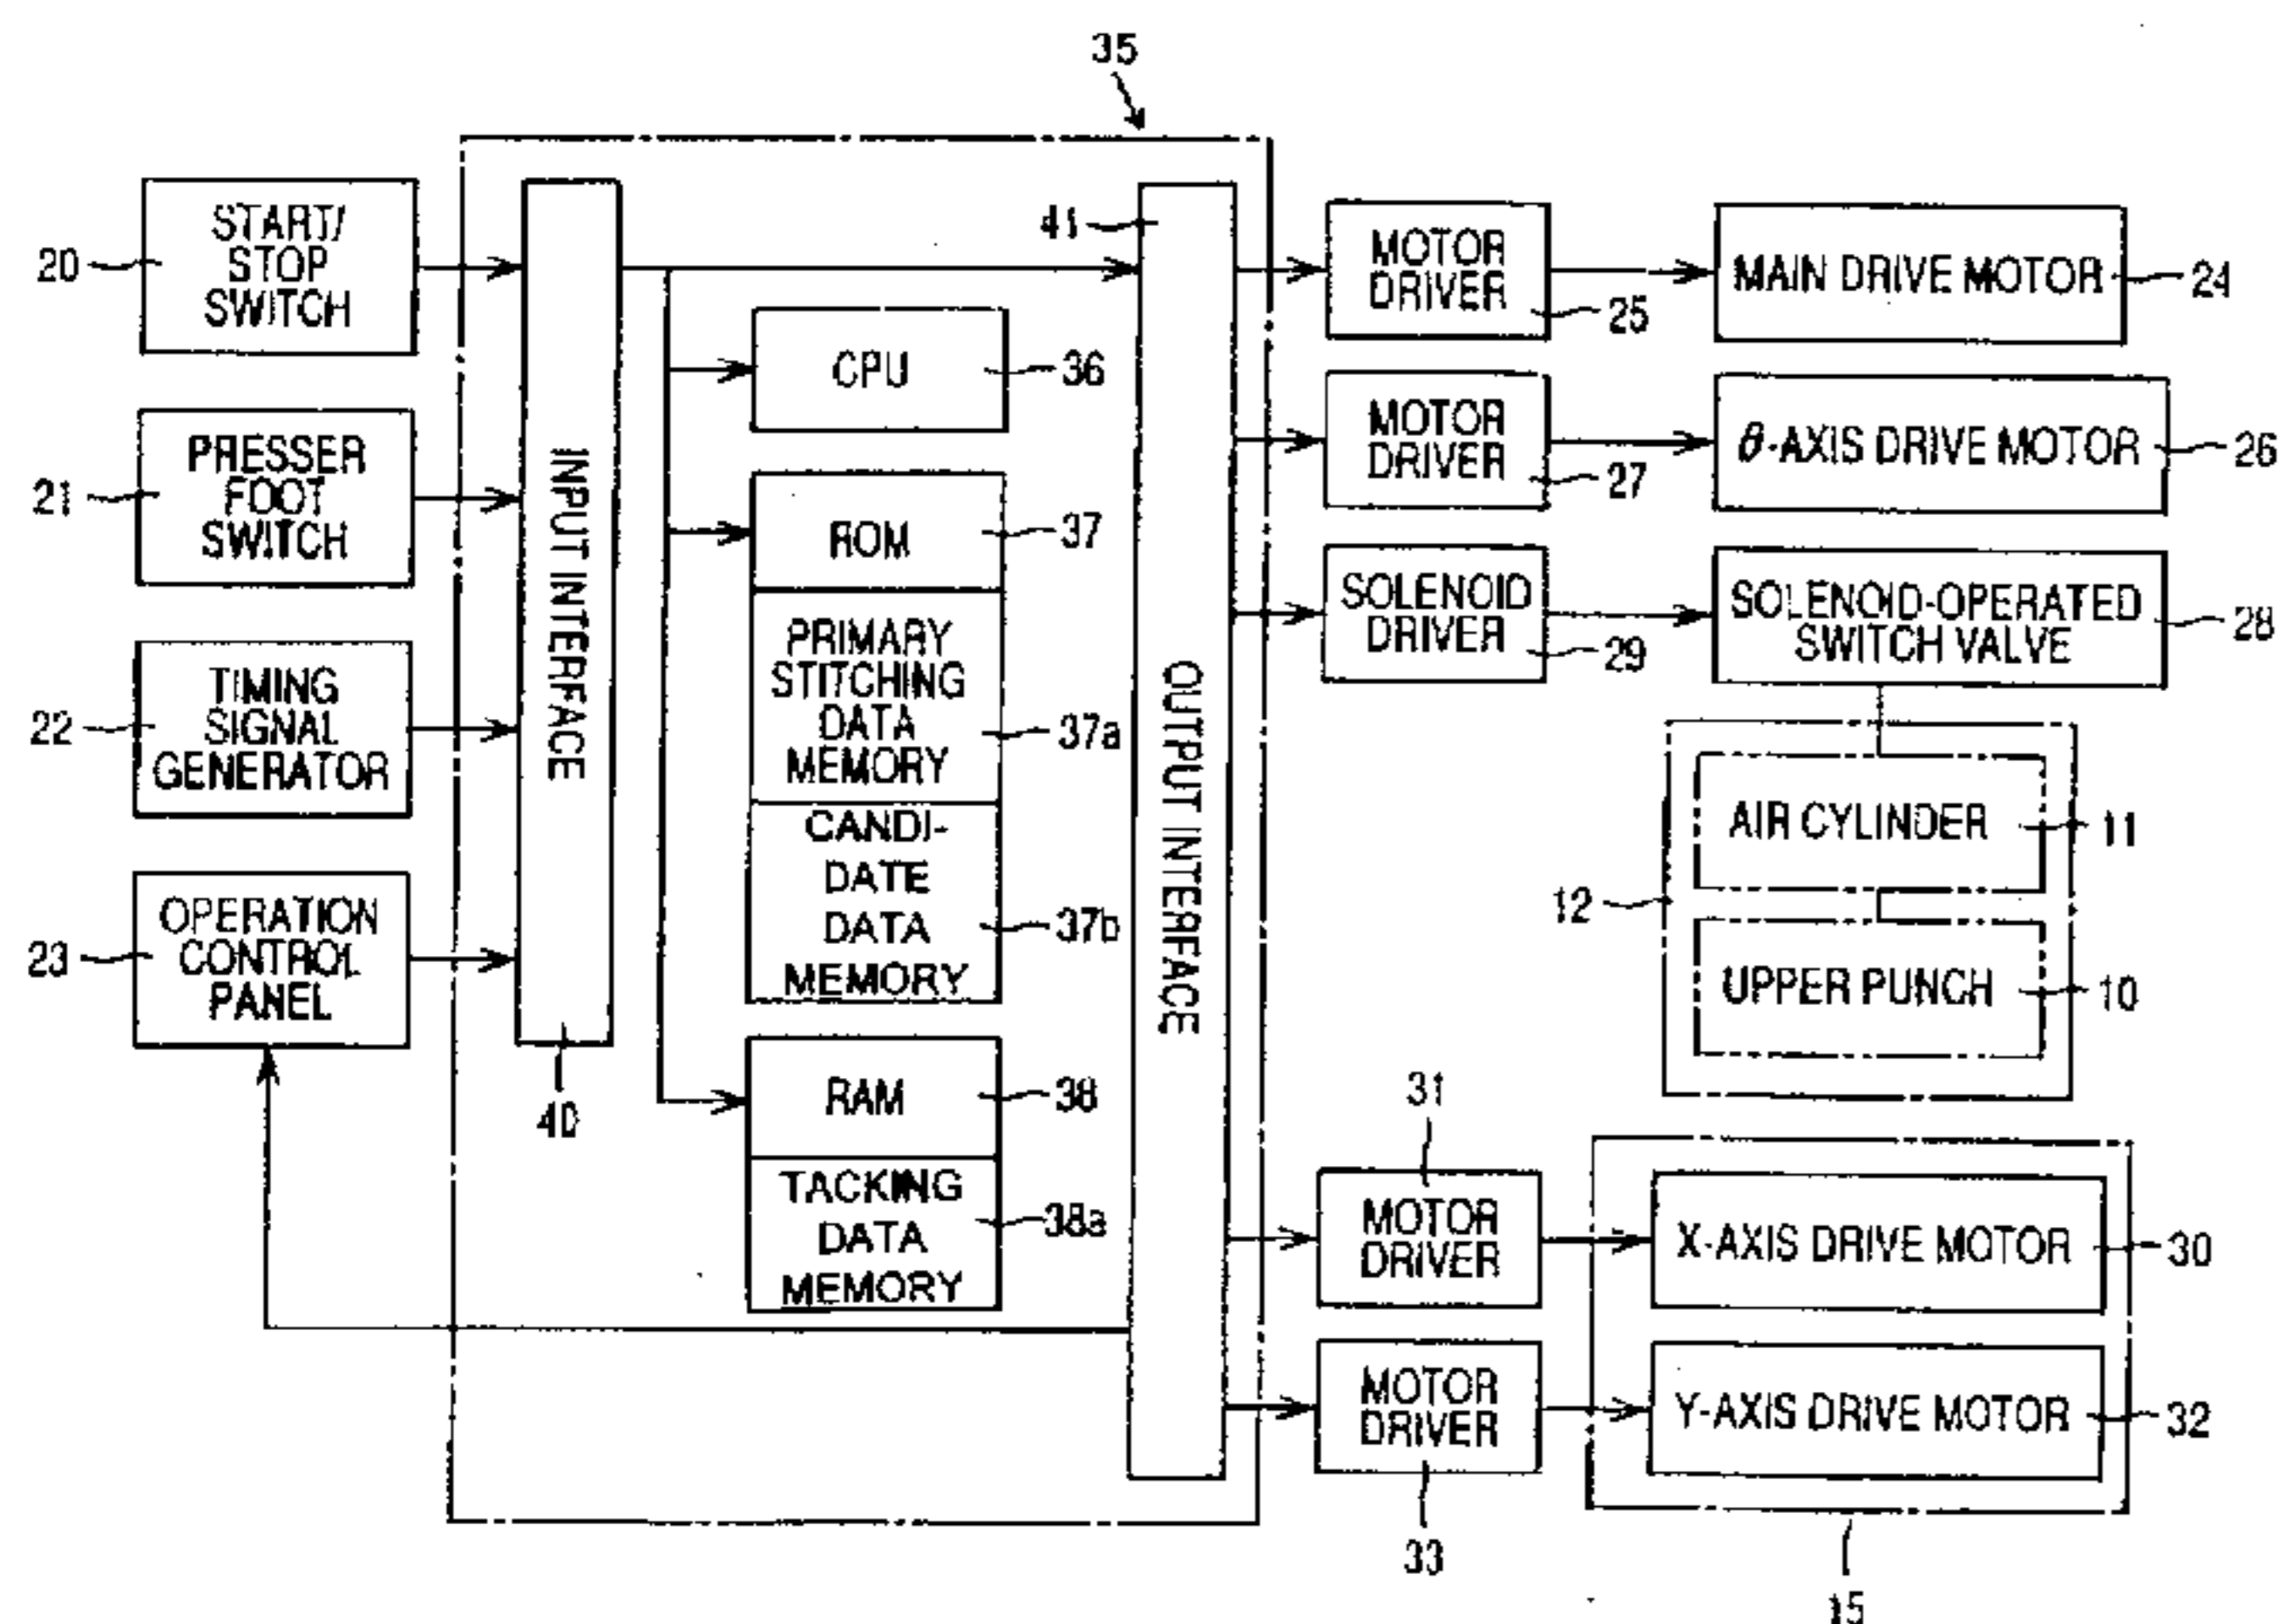 35
START/
STOP
SWITCH
20
PRESSER
FOOT
SWITCH
21
TIMING
SIGNAL
GENERATOR
22
OPERATION
CONTROL
PANEL
23
INPUT INTERFACE
40
CPU
36
ROM
37
PRIMARY
STITCHING
DATA
MEMORY
37a
CANDI-
DATE
DATA
MEMORY
37b
RAM
38
TACKING
DATA
MEMORY
38a
41
OUTPUT INTERFACE
MOTOR
DRIVER
25
MAIN DRIVE MOTOR
24
MOTOR
DRIVER
27
θ-AXIS DRIVE MOTOR
26
SOLENOID
DRIVER
29
SOLENOID-OPERATED
SWITCH VALVE
28
AIR CYLINDER
11
12
UPPER PUNCH
10
31
MOTOR
DRIVER
X-AXIS DRIVE MOTOR
30
MOTOR
DRIVER
33
Y-AXIS DRIVE MOTOR
32
15